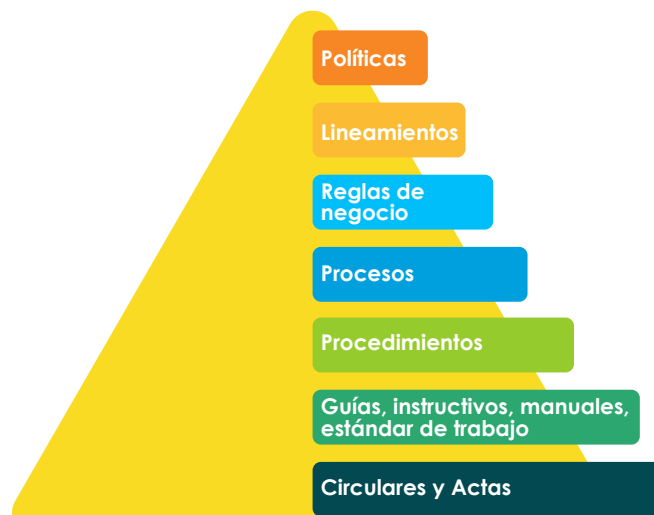 Políticas
Lineamientos
Reglas de
negocio
Procesos
Procedimientos
Guías, instructivos, manuales,
estándar de trabajo
Circulares y Actas